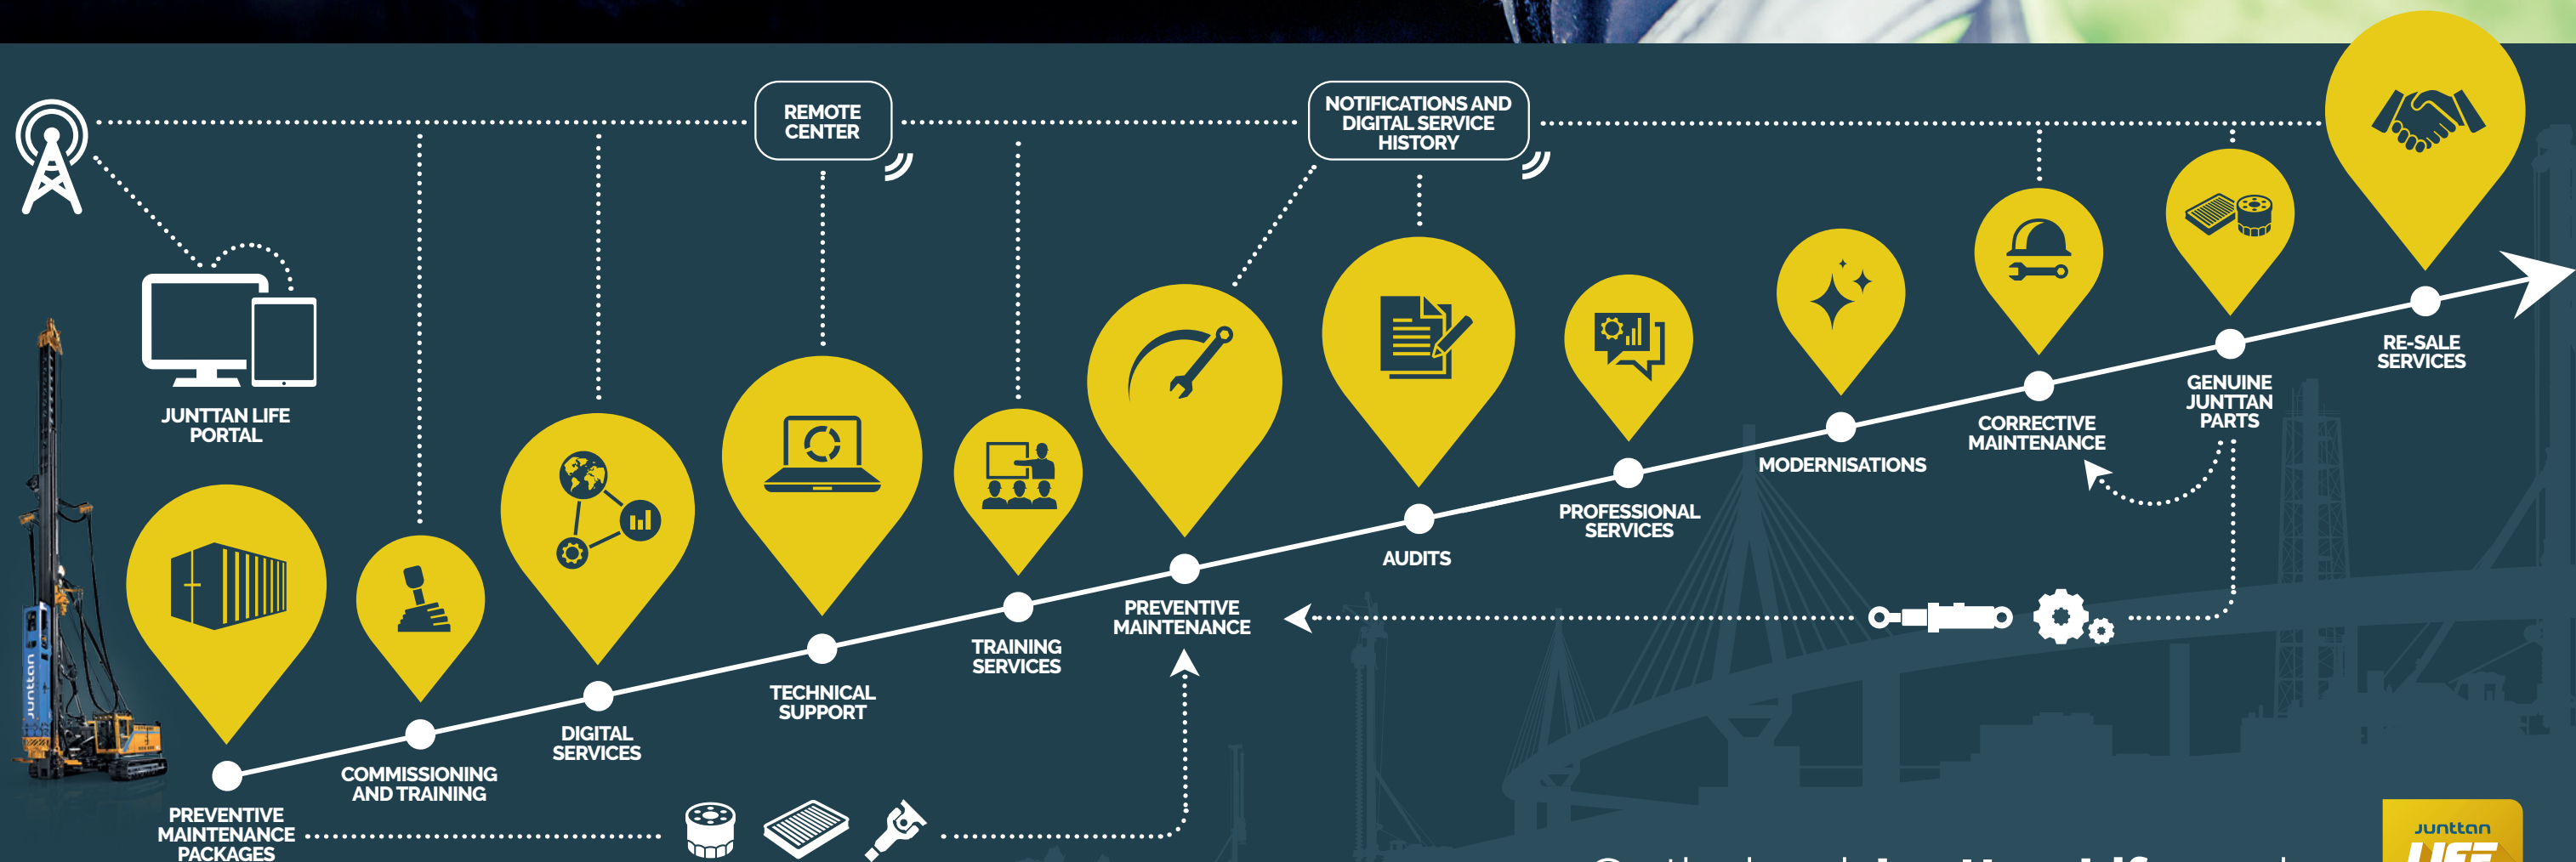 REMOTE
CENTER
NOTIFICATIONS AND
DIGITAL SERVICE
HISTORY
JUNTTAN LIFE
PORTAL
junttan
PREVENTIVE
MAINTENANCE
PACKAGES
COMMISSIONING
AND TRAINING
DIGITAL
SERVICES
TECHNICAL
SUPPORT
TRAINING
SERVICES
PREVENTIVE
MAINTENANCE
AUDITS
PROFESSIONAL
SERVICES
MODERNISATIONS
CORRECTIVE
MAINTENANCE
GENUINE
JUNTTAN
PARTS
RE-SALE
SERVICES
junttan
LIFE